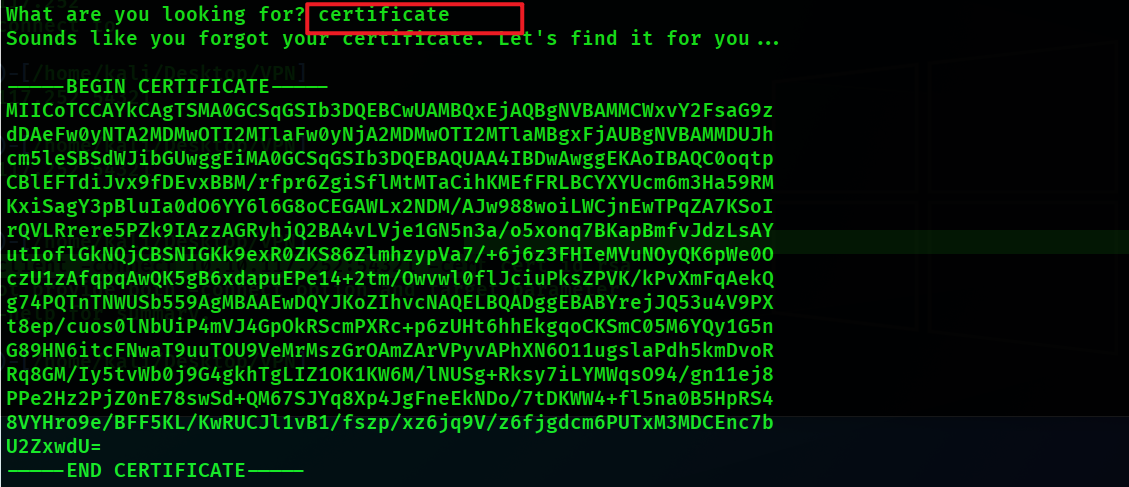 What are you looking for? certificate
Sounds like you forgot your certificate. Let's find it for you...
)-[/home/kali/Desktop/VPN]
-----BEGIN CERTIFICATE-----
MIICoTCCAYkCAgTSMA0GCSqGSIb3DQEBCwUAMBQxEjAQBgNVBAMMCWxvY2FsaG9z
dDAeFw0yNTA2MDMwOTI2MTlaFw0yNjA2MDMwOTI2MTlaMBgxFjAUBgNVBAMMDUJh
cm5leSBSdWJibGUwggEiMA0GCSqGSIb3DQEBAQUAA4IBDwAwggEKAoIBAQC0oqtp
CBlEFTdiJvx9fDEvxBBM/rfpr6ZgiSflMtMTaCihKMEfFRLBCYXYUcm6m3Ha59RM
KxiSagY3pBluIa0dO6YY6l6G8oCEGAWLx2NDM/AJw988woiLWCjnEwTPqZA7KSoI
rQVLRrere5PZk9IAzzAGRyhjQ2BA4vLVje1GN5n3a/o5xonq7BKapBmfvJdzLsAY
utIoflGkNQjCBSNIGKk9exR0ZKS86ZlmhzypVa7/+6j6z3FHIeMVuNOyQK6pWe0O
czU1zAfqpqAwQK5gB6xdapuEPe14+2tm/Owvwl0flJciuPksZPVK/kPvXmFqAekQ
g74PQTnTNWUSb559AgMBAAEwDQYJKoZIhvcNAQELBQADggEBABYrejJQ53u4V9PX
t8ep/cuos0lNbUiP4mVJ4GpOkRScmPXRc+p6zUHt6hhEkgqoCKSmC05M6YQy1G5n
G89HN6itcFNwaT9uuTOU9VeMrMszGrOAmZArVPyvAPhXN6O11ugslaPdh5kmDvoR
Rq8GM/Iy5tvWb0j9G4gkhTgLIZ1OK1KW6M/lNUSg+Rksy7iLYMWqsO94/gn11ej8
PPe2Hz2PjZ0nE78swSd+QM67SJYq8Xp4JgFneEkNDo/7tDKWW4+fl5na0B5HpRS4
8VYHro9e/BFF5KL/KwRUCJl1vB1/fszp/xz6jq9V/z6fjgdcm6PUTxM3MDCEnc7b
U2ZxwdU=
-----END CERTIFICATE-----